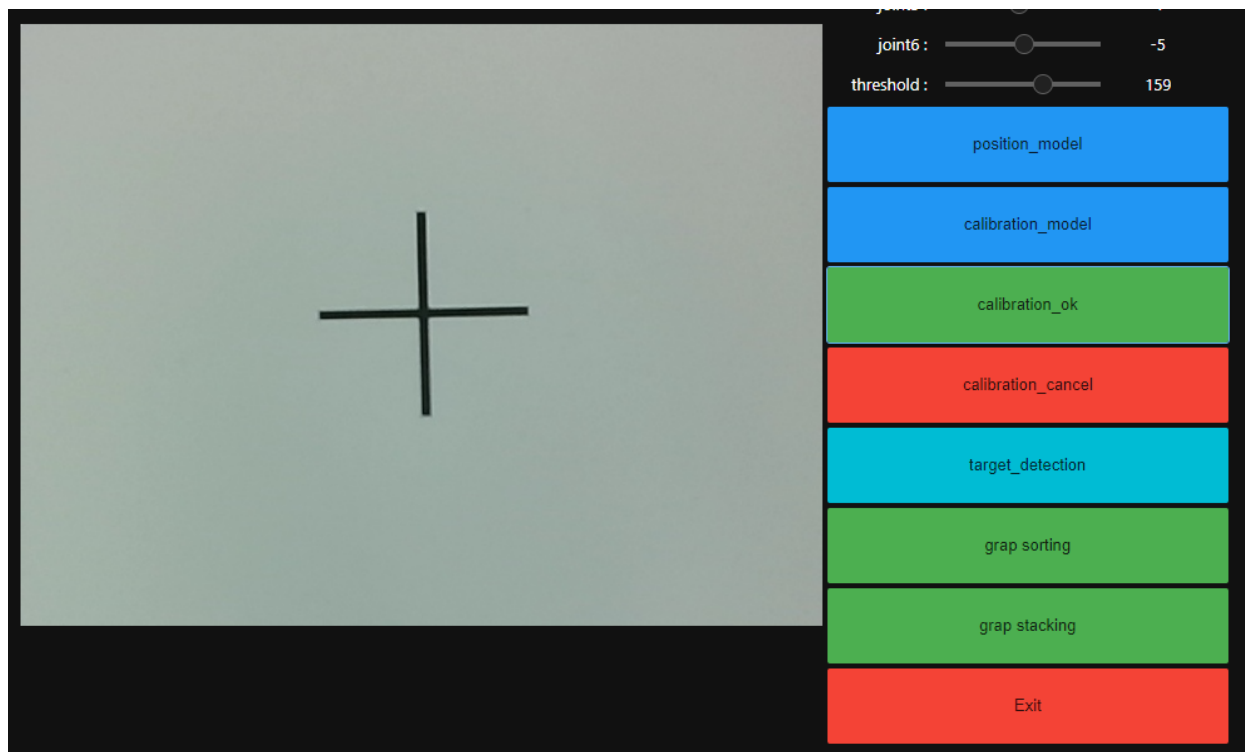 joint6 : -5
threshold : 159
position_model
calibration_model
calibration_ok
calibration_cancel
target_detection
grap sorting
grap stacking
Exit